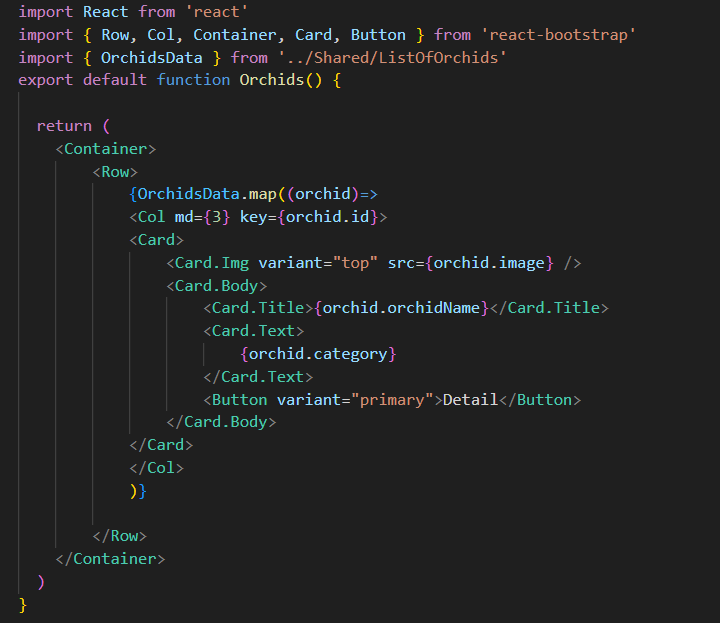 import React from 'react'
import { Row, Col, Container, Card, Button } from 'react-bootstrap'
import { OrchidsData } from '../Shared/ListOfOrchids'
export default function Orchids() {
return (
<Container>
<Row>
{OrchidsData.map((orchid)=>
<Col md={3} key={orchid.id}>
<Card>
<Card.Img variant="top" src={orchid.image} />
<Card.Body>
<Card.Title>{orchid.orchidName}</Card.Title>
<Card.Text>
{orchid.category}
</Card.Text>
<Button variant="primary">Detail</Button>
</Card.Body>
</Card>
</Col>
)}
</Row>
</Container>
)
}